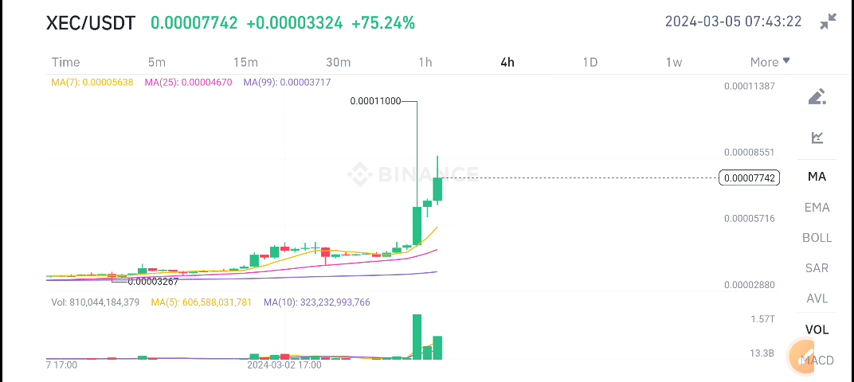 XEC/USDT 0.00007742 +0.00003324 +75.24% 2024-03-05 07:43:22
Time 5m 15m 30m 1h 4h 1D 1w More
MA(7): 0.00005638 MA(25): 0.00004670 MA(99): 0.00003717
0.00011387
0.00011000
MA
0.00008551
BINANCE
0.00007742
EMA
0.00005716
BOLL
SAR
0.00003267
0.00002880
AVL
Vol: 810,044,184,379 MA(5): 606,588,031,781 MA(10): 323,232,993,766
1.57T
VOL
13.3B
MACD
7 17:00 2024-03-02 17:00